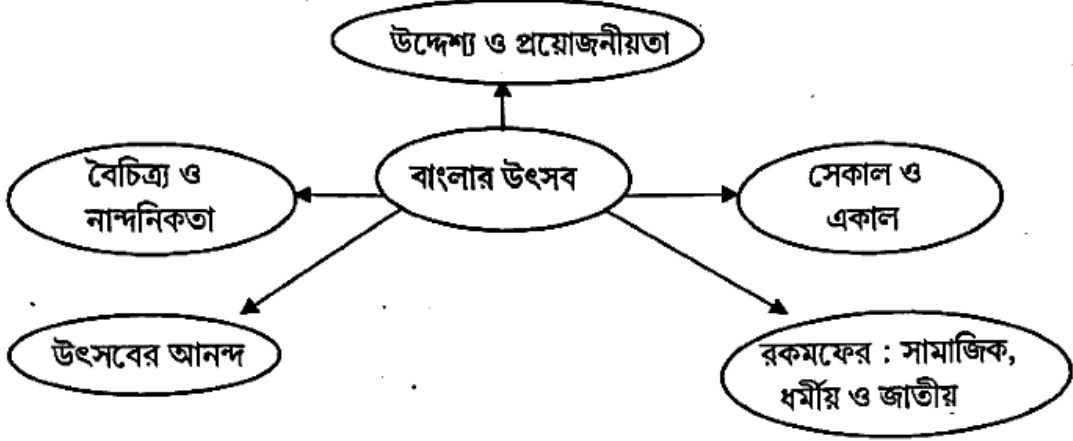 উদ্দেশ্য ও প্রয়োজনীয়তা
বৈচিত্র্য ও
নান্দনিকতা
বাংলার উৎসব
সেকাল ও
একাল
উৎসবের আনন্দ
রকমফের : সামাজিক,
ধর্মীয় ও জাতীয়